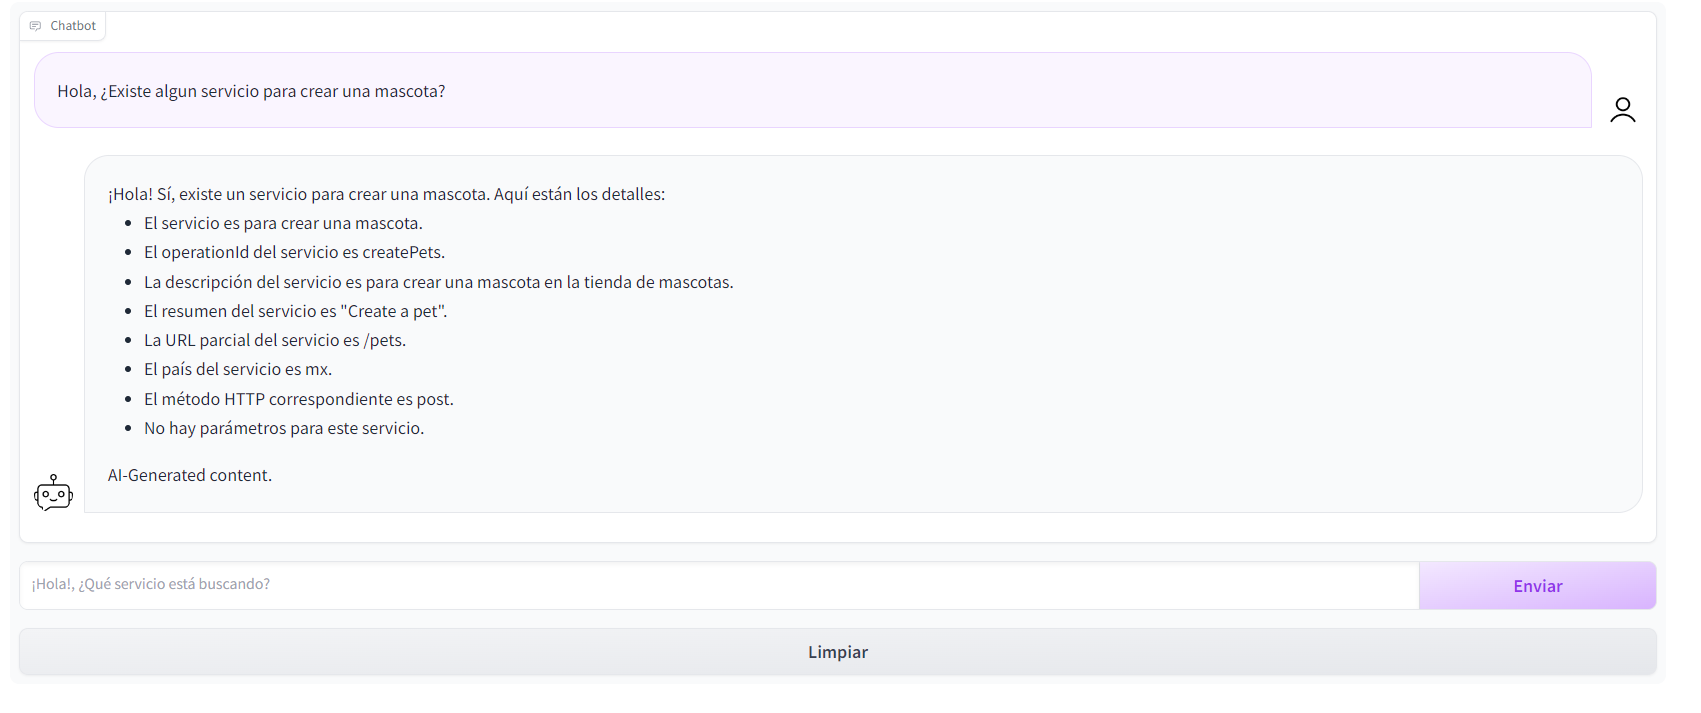 Chatbot
Hola, ¿Existe algun servicio para crear una mascota?
¡Hola! Sí, existe un servicio para crear una mascota. Aquí están los detalles:
• El servicio es para crear una mascota.
• El operationId del servicio es createPets.
• La descripción del servicio es para crear una mascota en la tienda de mascotas.
• El resumen del servicio es "Create a pet".
• La URL parcial del servicio es /pets.
• El país del servicio es mx.
• El método HTTP correspondiente es post.
• No hay parámetros para este servicio.
AI-Generated content.
¡Hola!, ¿Qué servicio está buscando?
Enviar
Limpiar